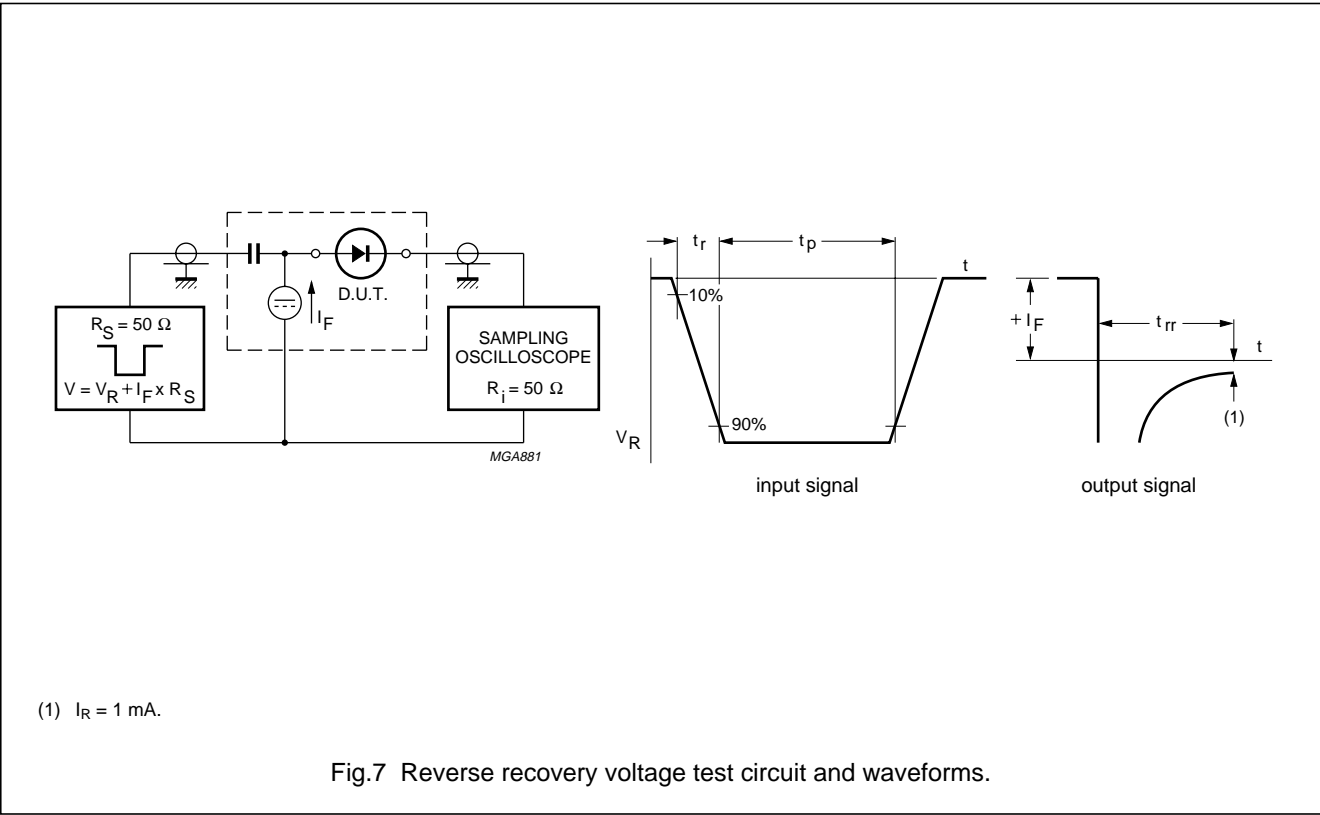 R_S = 50 Ω
V = V_R + I_F x R_S
I_F
D.U.T.
SAMPLING
OSCILLOSCOPE
R_i = 50 Ω
MGA881
t_r
t_p
t
10%
90%
V_R
input signal
+ I_F
t_rr
t
(1)
output signal
(1) I_R = 1 mA.
Fig.7 Reverse recovery voltage test circuit and waveforms.